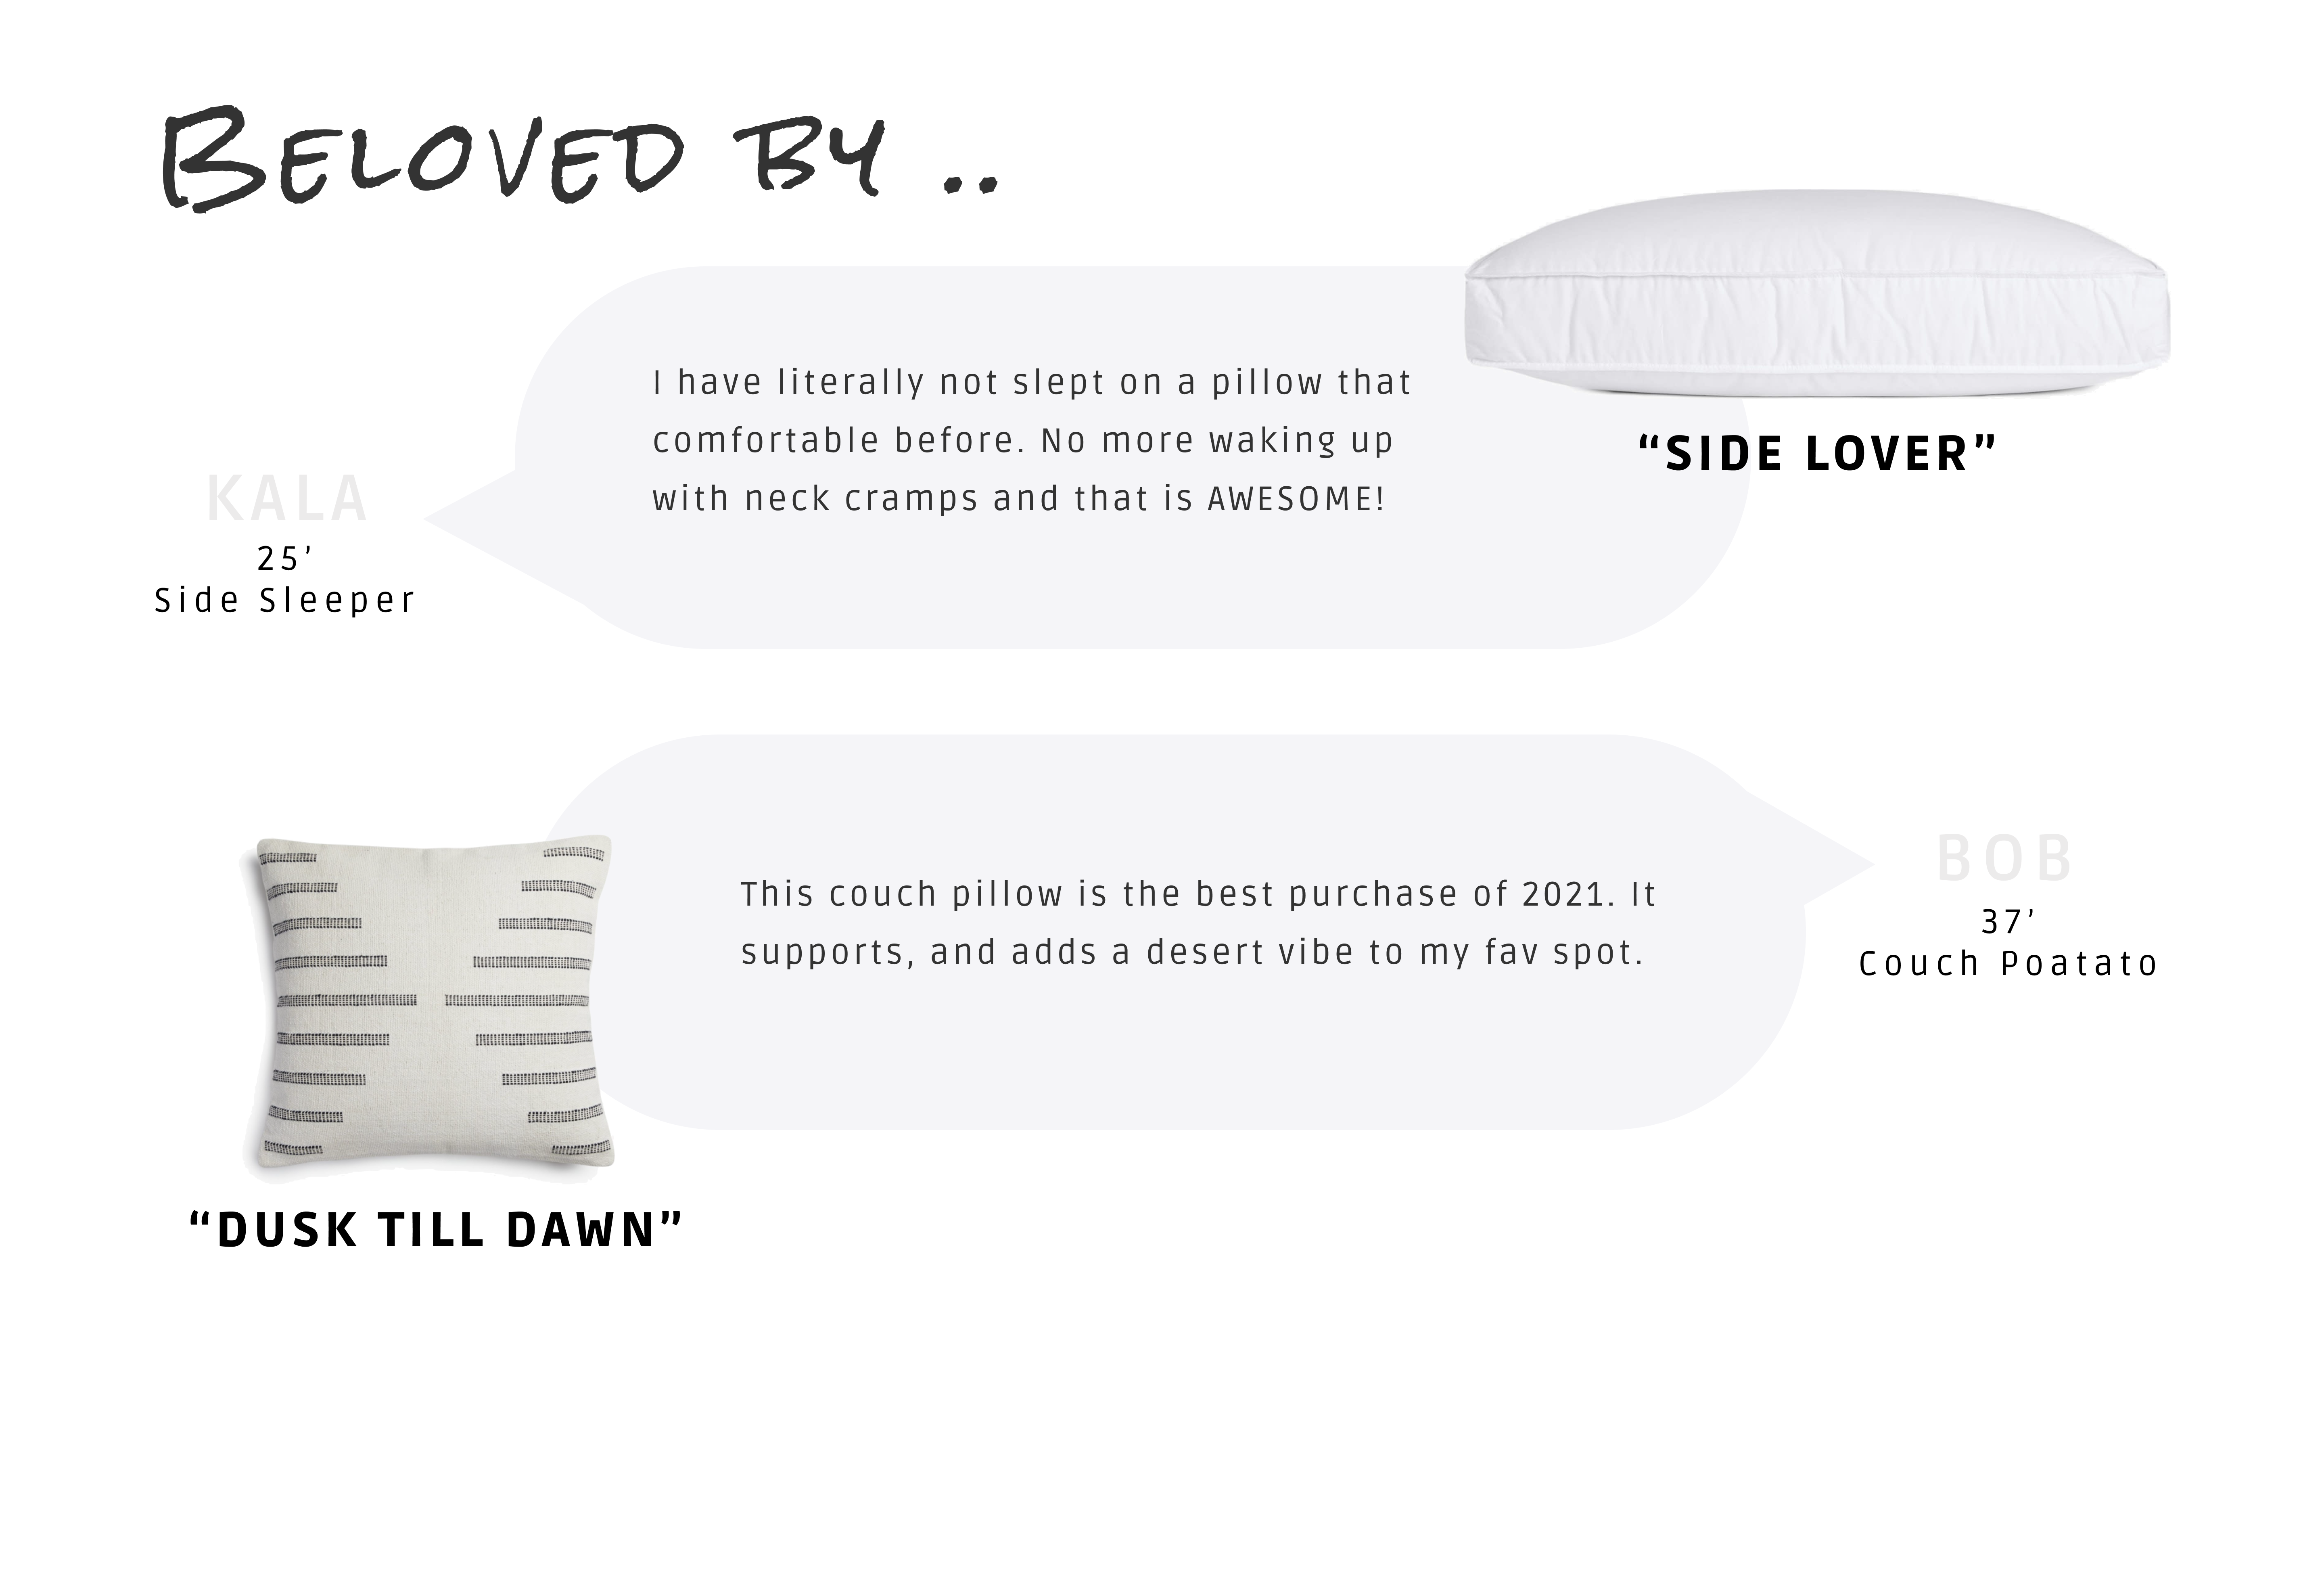 BELOVED BY ..
I have literally not slept on a pillow that
comfortable before. No more waking up
with neck cramps and that is AWESOME!
“SIDE LOVER”
KALA
25’
Side Sleeper
This couch pillow is the best purchase of 2021. It
supports, and adds a desert vibe to my fav spot.
BOB
37’
Couch Poatato
“DUSK TILL DAWN”